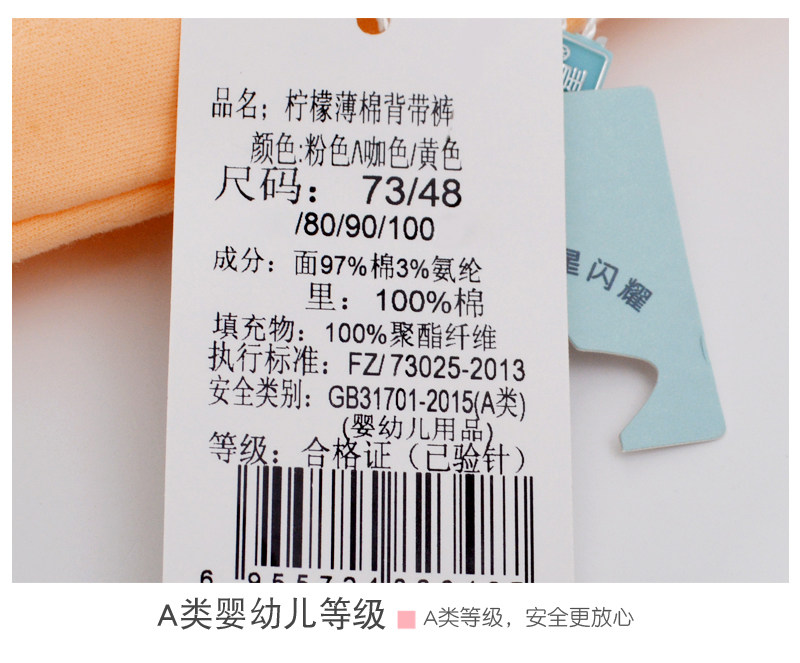 品名；柠檬薄棉背带裤
颜色:粉色/\咖色/黄色
尺码：73/48
/80/90/100
成分：面97%棉3%氨纶
里：100%棉
填充物：100%聚酯纤维
执行标准：FZ/73025-2013
安全类别：GB31701-2015(A类)
(婴幼儿用品)
等级：合格证（已验针）
星闪耀
A类婴幼儿等级
A类等级，安全更放心